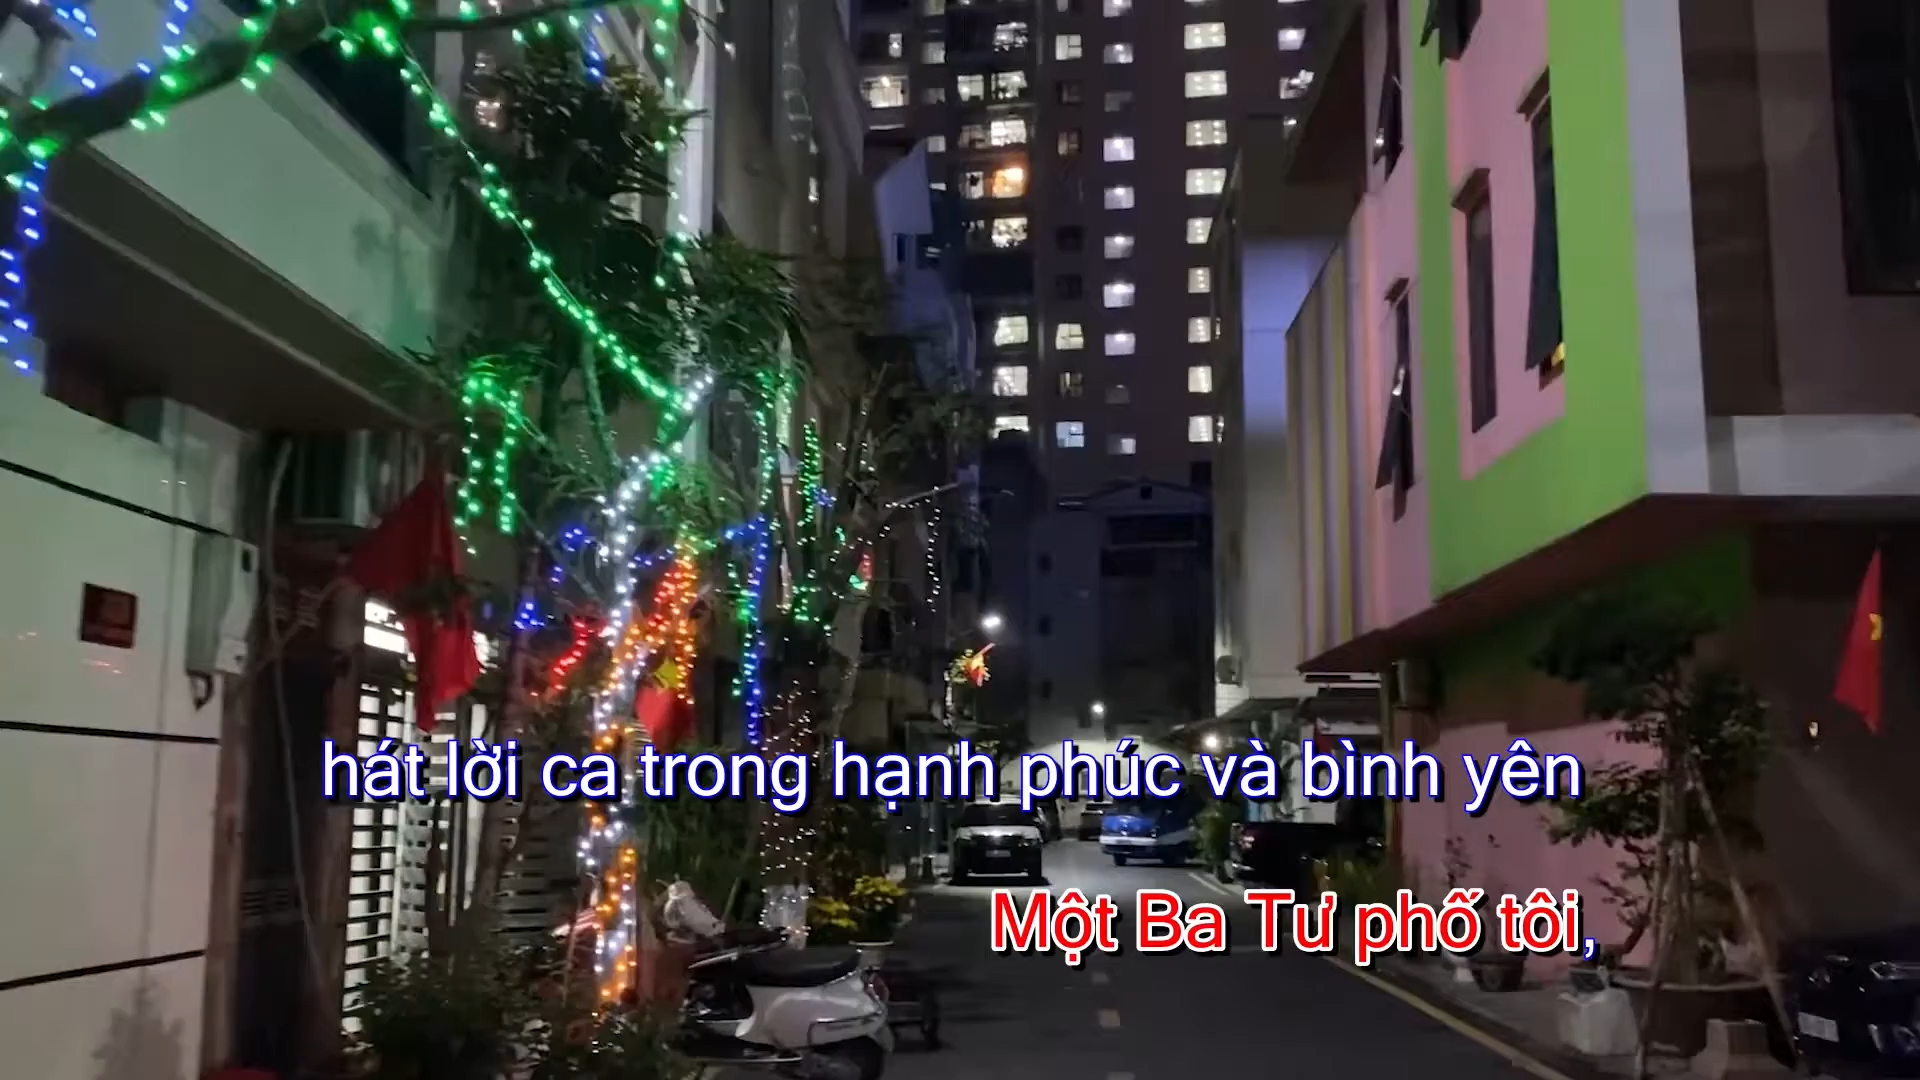 hát lời ca trong hạnh phúc và bình yên
Một Ba Tư phố tôi,